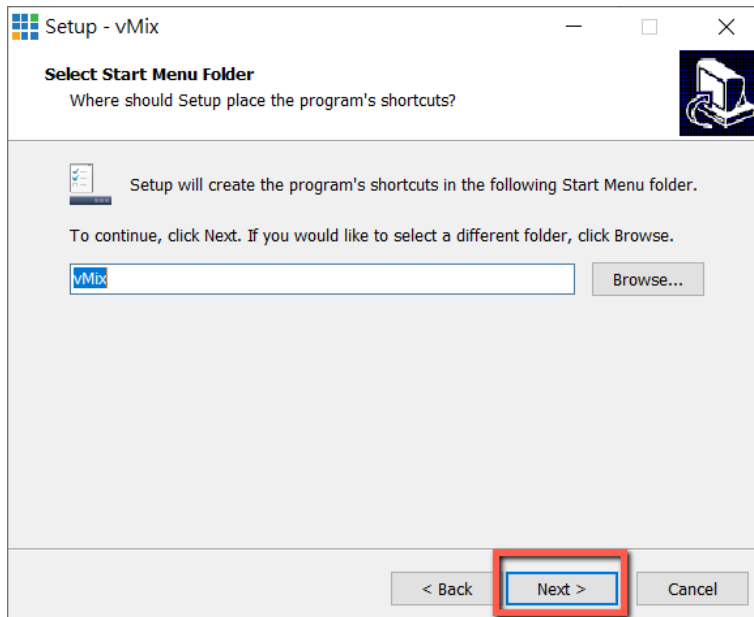 Setup - vMix
Select Start Menu Folder
Where should Setup place the program's shortcuts?
Setup will create the program's shortcuts in the following Start Menu folder.
To continue, click Next. If you would like to select a different folder, click Browse.
vMix
Browse...
< Back
Next >
Cancel